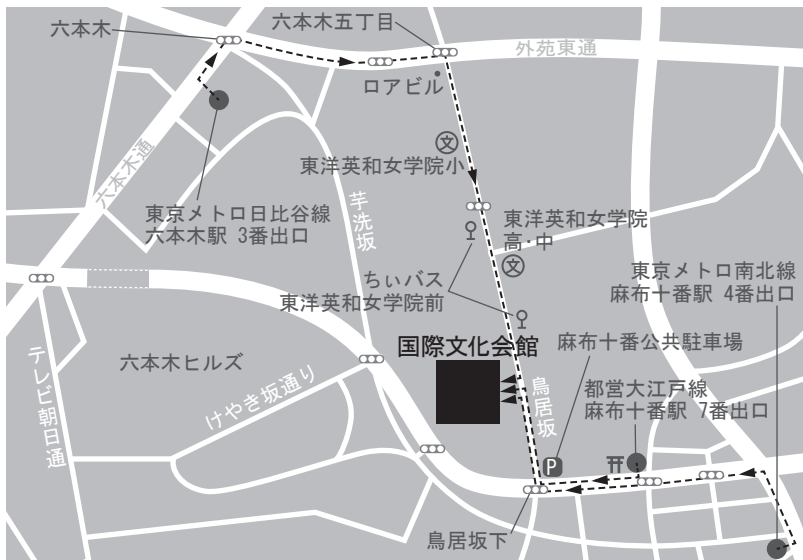 六本木
六本木五丁目
外苑東通
ロアビル
六本木通
文
東洋英和女学院小
芋洗坂
東京メトロ日比谷線
六本木駅 3番出口
東洋英和女学院
高・中
文
ちぃバス
東洋英和女学院前
東京メトロ南北線
麻布十番駅 4番出口
テレビ朝日通
六本木ヒルズ
けやき坂通り
国際文化会館
鳥居坂
麻布十番公共駐車場
都営大江戸線
麻布十番駅 7番出口
P
鳥居坂下